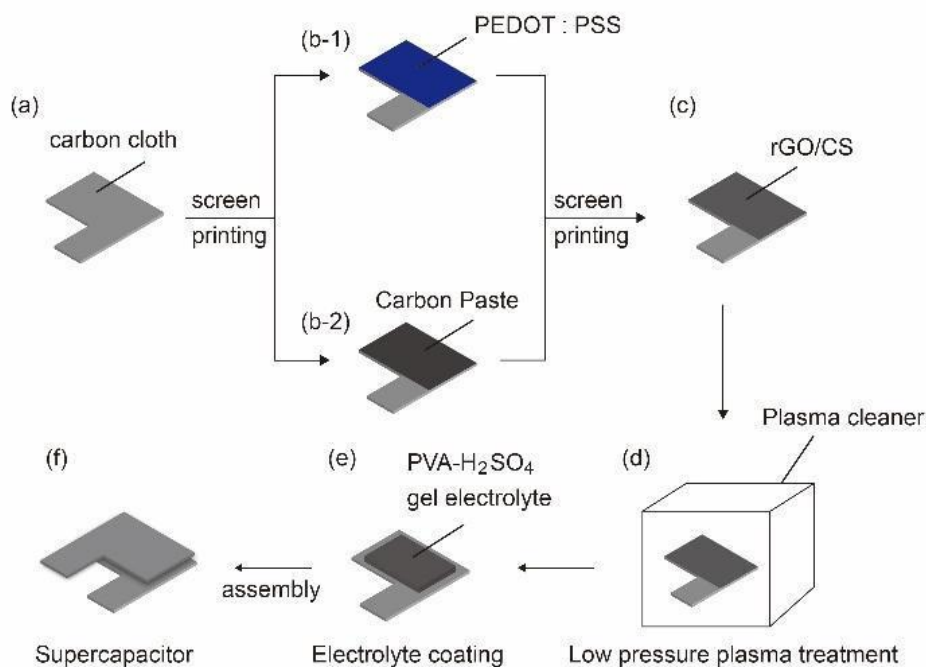 (b-1)
PEDOT : PSS
(a)
carbon cloth
screen
printing
(b-2)
Carbon Paste
screen
printing
(c)
rGO/CS
Plasma cleaner
(d)
Low pressure plasma treatment
(e)
PVA-H₂SO₄
gel electrolyte
Electrolyte coating
assembly
(f)
Supercapacitor